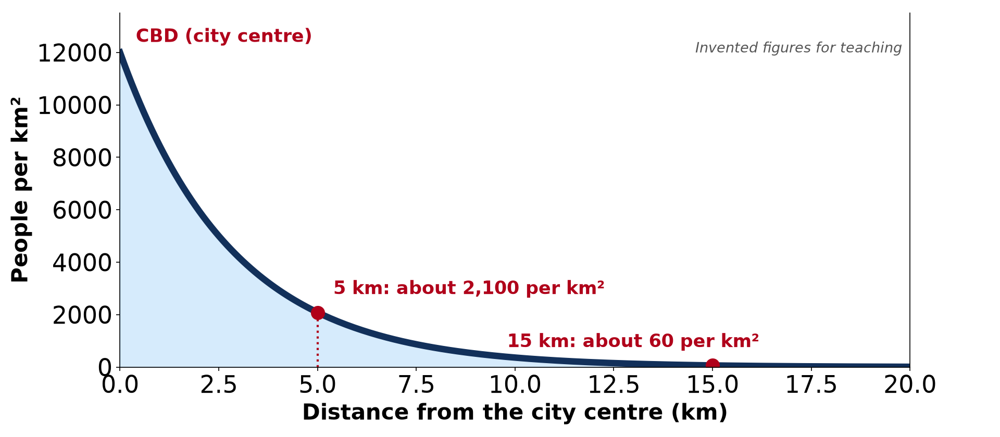 CBD (city centre)
Invented figures for teaching
12000
10000
8000
6000
4000
2000
0
People per km²
5 km: about 2,100 per km²
15 km: about 60 per km²
0.0 2.5 5.0 7.5 10.0 12.5 15.0 17.5 20.0
Distance from the city centre (km)